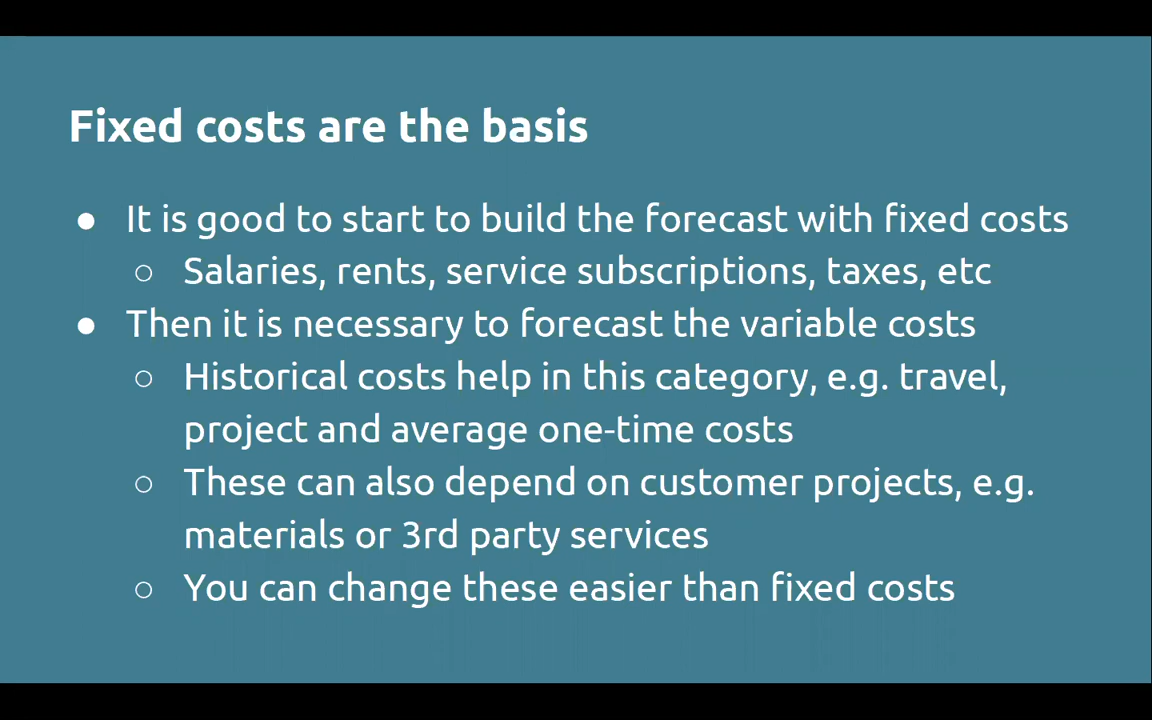 Fixed costs are the basis
● It is good to start to build the forecast with fixed costs
○ Salaries, rents, service subscriptions, taxes, etc
● Then it is necessary to forecast the variable costs
○ Historical costs help in this category, e.g. travel,
project and average one-time costs
○ These can also depend on customer projects, e.g.
materials or 3rd party services
○ You can change these easier than fixed costs